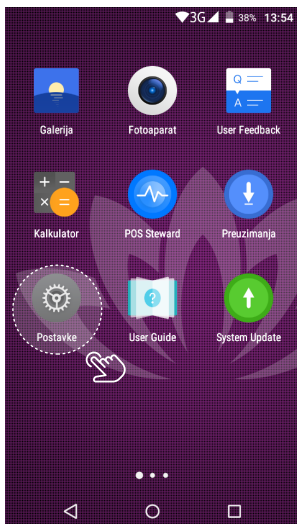 3G 38% 13:54
Q
A
Galerija Fotoaparat User Feedback
Kalkulator POS Steward Preuzimanja
?
Postavke User Guide System Update